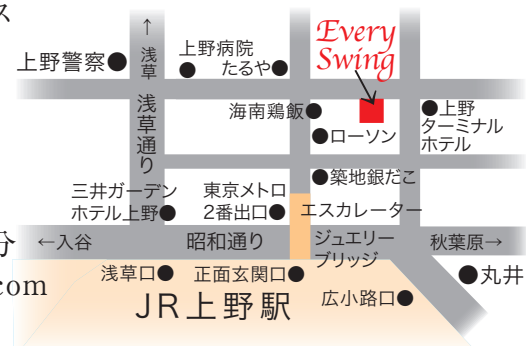 ス
↑
浅草
上野警察●
上野病院
●
たるや●
Every
Swing
浅草通り
海南鶏飯●
●ローソン
●上野
ターミナル
ホテル
●築地銀だこ
三井ガーデン
ホテル上野●
東京メトロ
2番出口●
エスカレーター
分
←入谷
昭和通り
ジュエリー
ブリッジ
秋葉原→
com
浅草口●
正面玄関口●
広小路口●
●丸井
JR上野駅